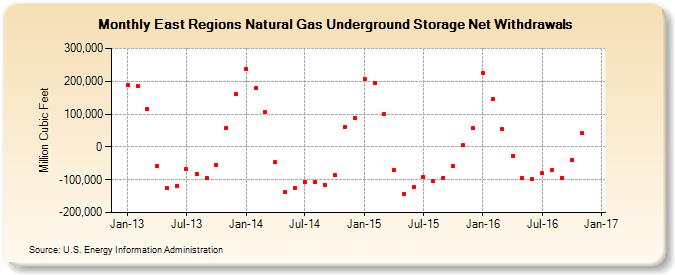 Monthly East Regions Natural Gas Underground Storage Net Withdrawals
Million Cubic Feet
300,000
200,000
100,000
0
-100,000
-200,000
Jan-13 Jul-13 Jan-14 Jul-14 Jan-15 Jul-15 Jan-16 Jul-16 Jan-17
Source: U.S. Energy Information Administration